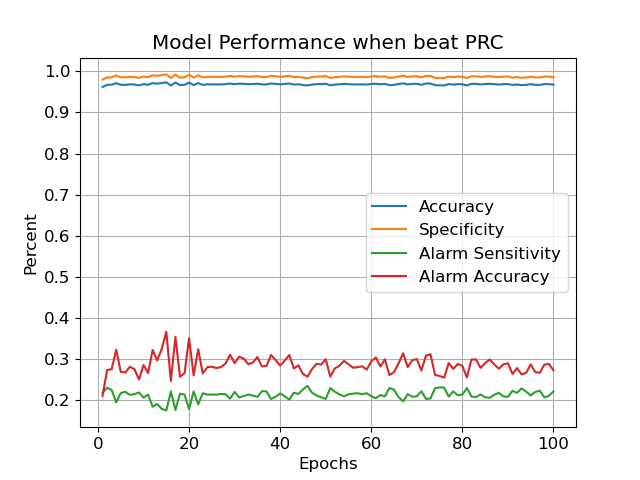 Model Performance when beat PRC
Percent
1.0
0.9
0.8
0.7
0.6
0.5
0.4
0.3
0.2
Accuracy
Specificity
Alarm Sensitivity
Alarm Accuracy
0 20 40 60 80 100
Epochs